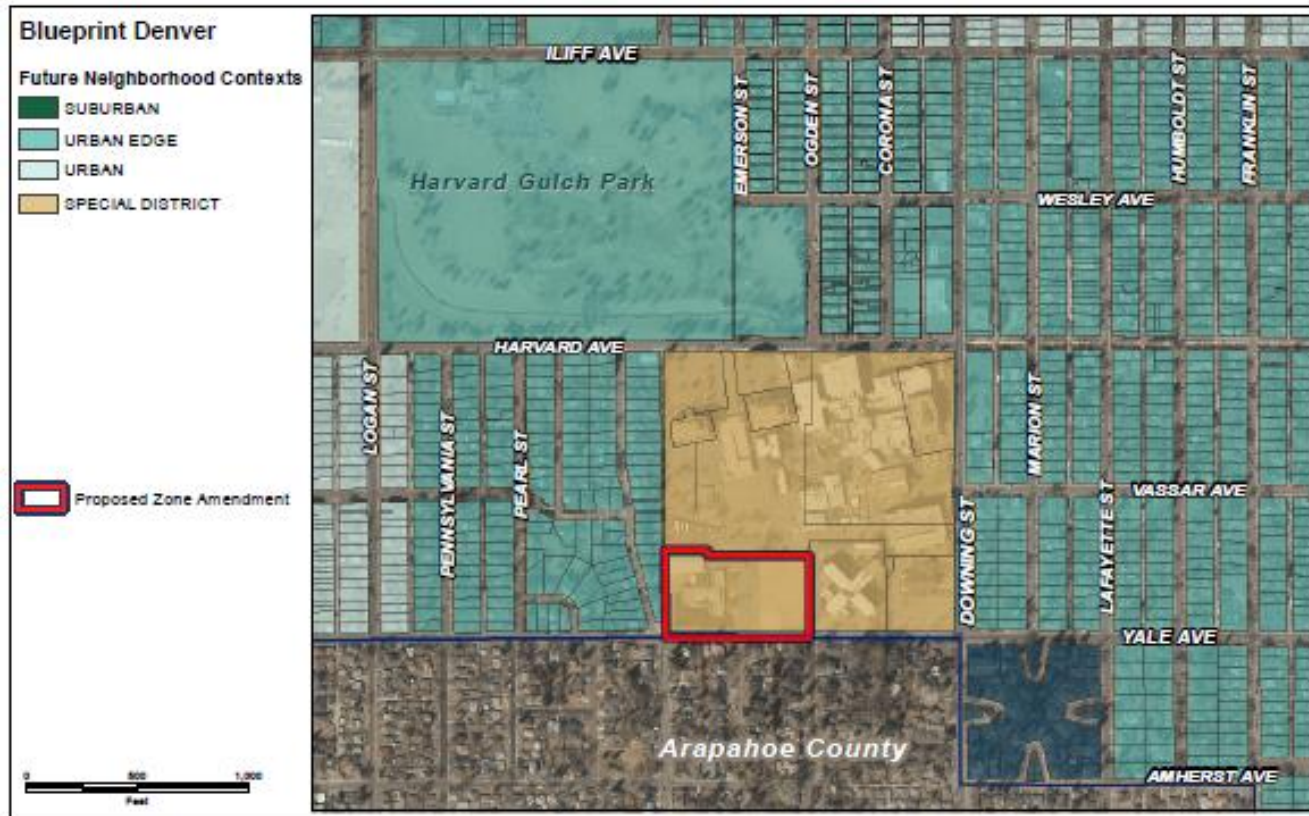 Blueprint Denver
Future Neighborhood Contexts
SUBURBAN
URBAN EDGE
URBAN
SPECIAL DISTRICT
Proposed Zone Amendment
0 500 1,000
Feet
ILIFF AVE
EMERSON ST
OGDEN ST
CORONA ST
HUMBOLDT ST
FRANKLIN ST
Harvard Gulch Park
WESLEY AVE
HARVARD AVE
LOGAN ST
PENNSYLVANIA ST
PEARL ST
MARION ST
VASSAR AVE
DOWNING ST
LAFAYETTE ST
YALE AVE
Arapahoe County
AMHERST AVE